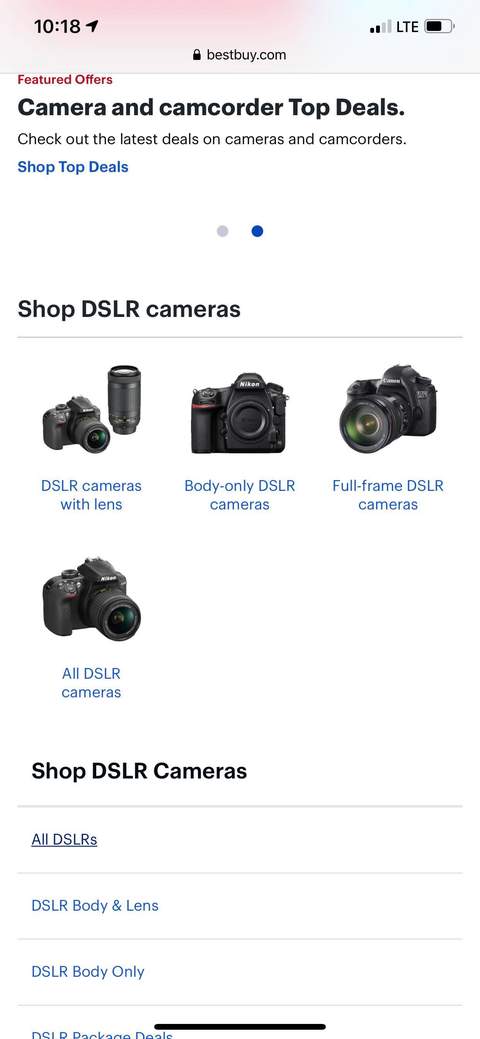 10:18
LTE
bestbuy.com
Featured Offers
Camera and camcorder Top Deals.
Check out the latest deals on cameras and camcorders.
Shop Top Deals
Shop DSLR cameras
Nikon
Nikon
Canon
DSLR cameras
with lens
Body-only DSLR
cameras
Full-frame DSLR
cameras
Nikon
All DSLR
cameras
Shop DSLR Cameras
All DSLRs
DSLR Body & Lens
DSLR Body Only
DSLR Package Deals